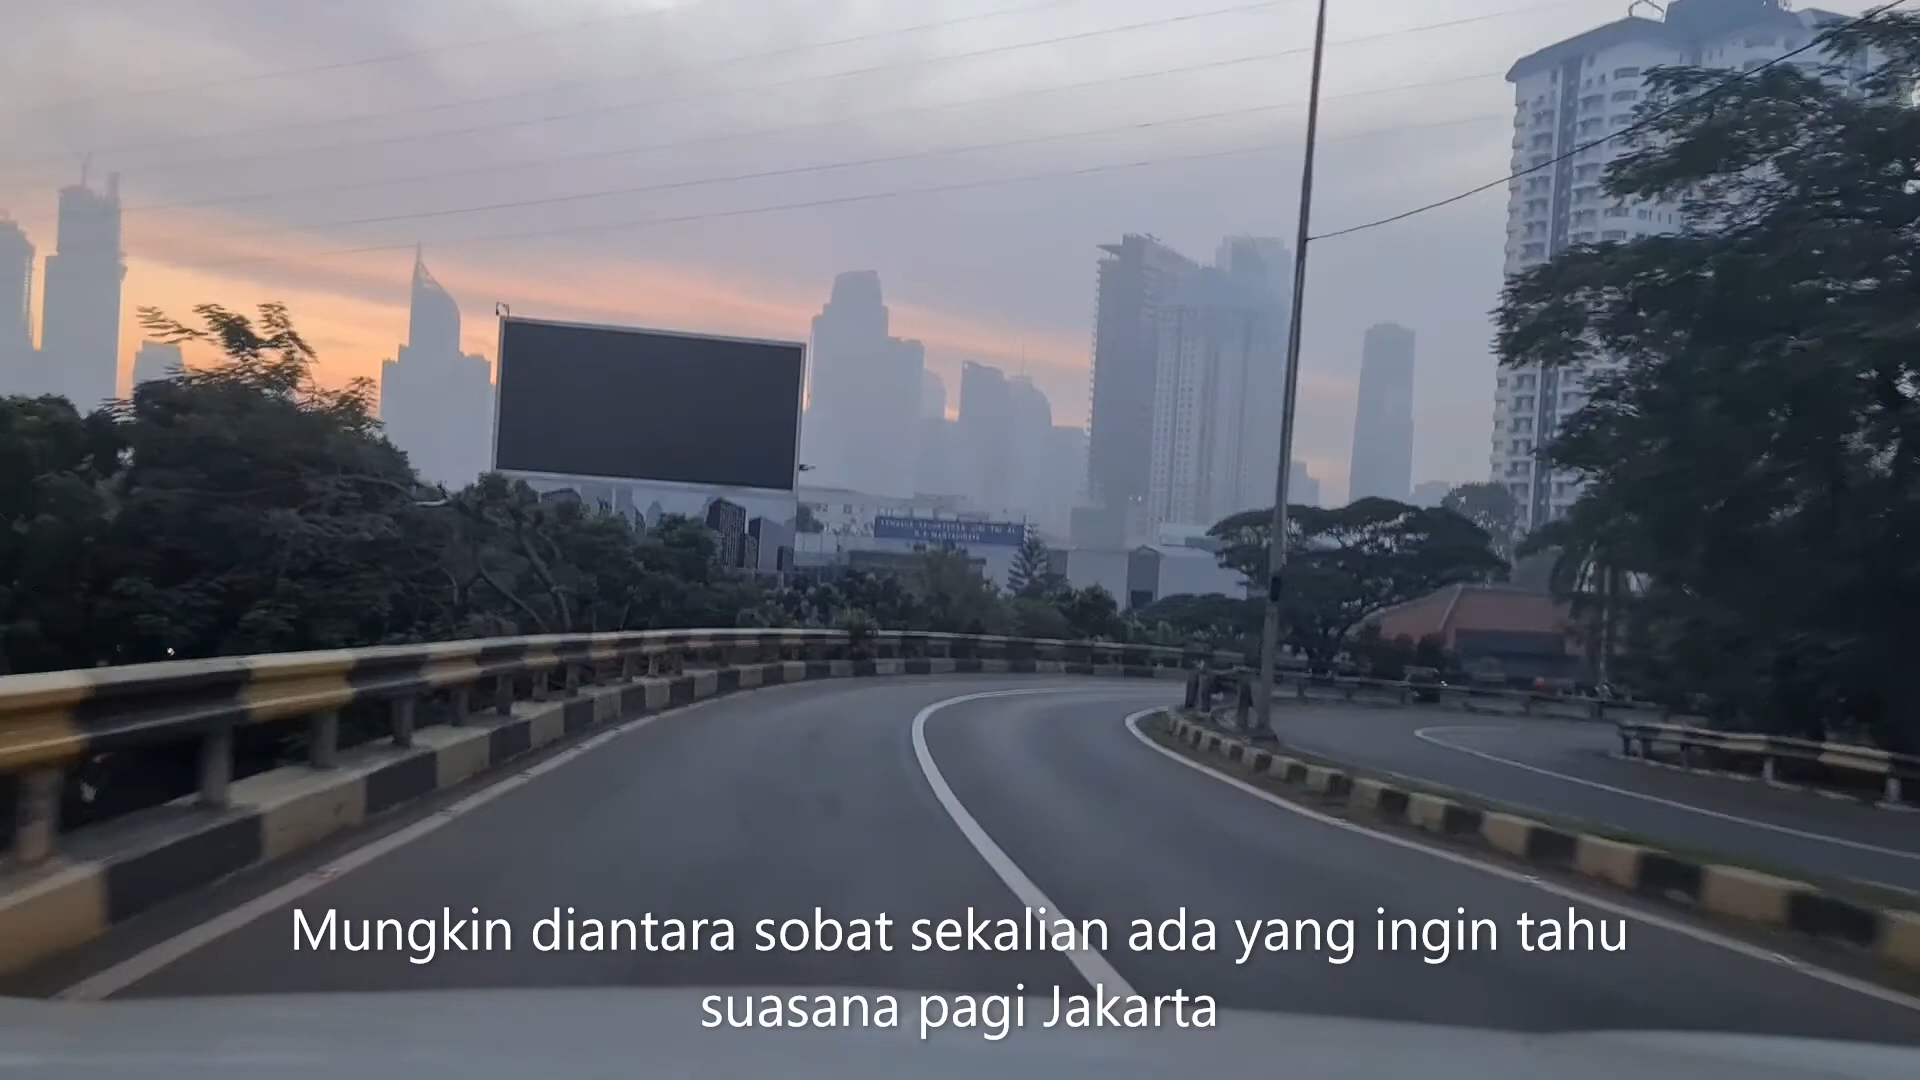 Mungkin diantara sobat sekalian ada yang ingin tahu
suasana pagi Jakarta